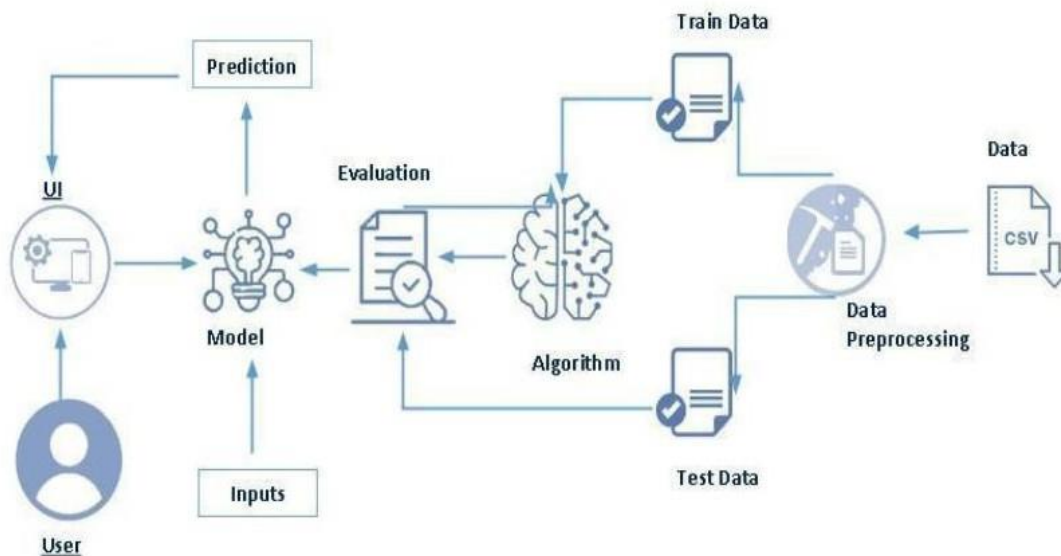 Train Data
Prediction
Data
Evaluation
UI
CSV
Model
Data
Preprocessing
Algorithm
Inputs
Test Data
User